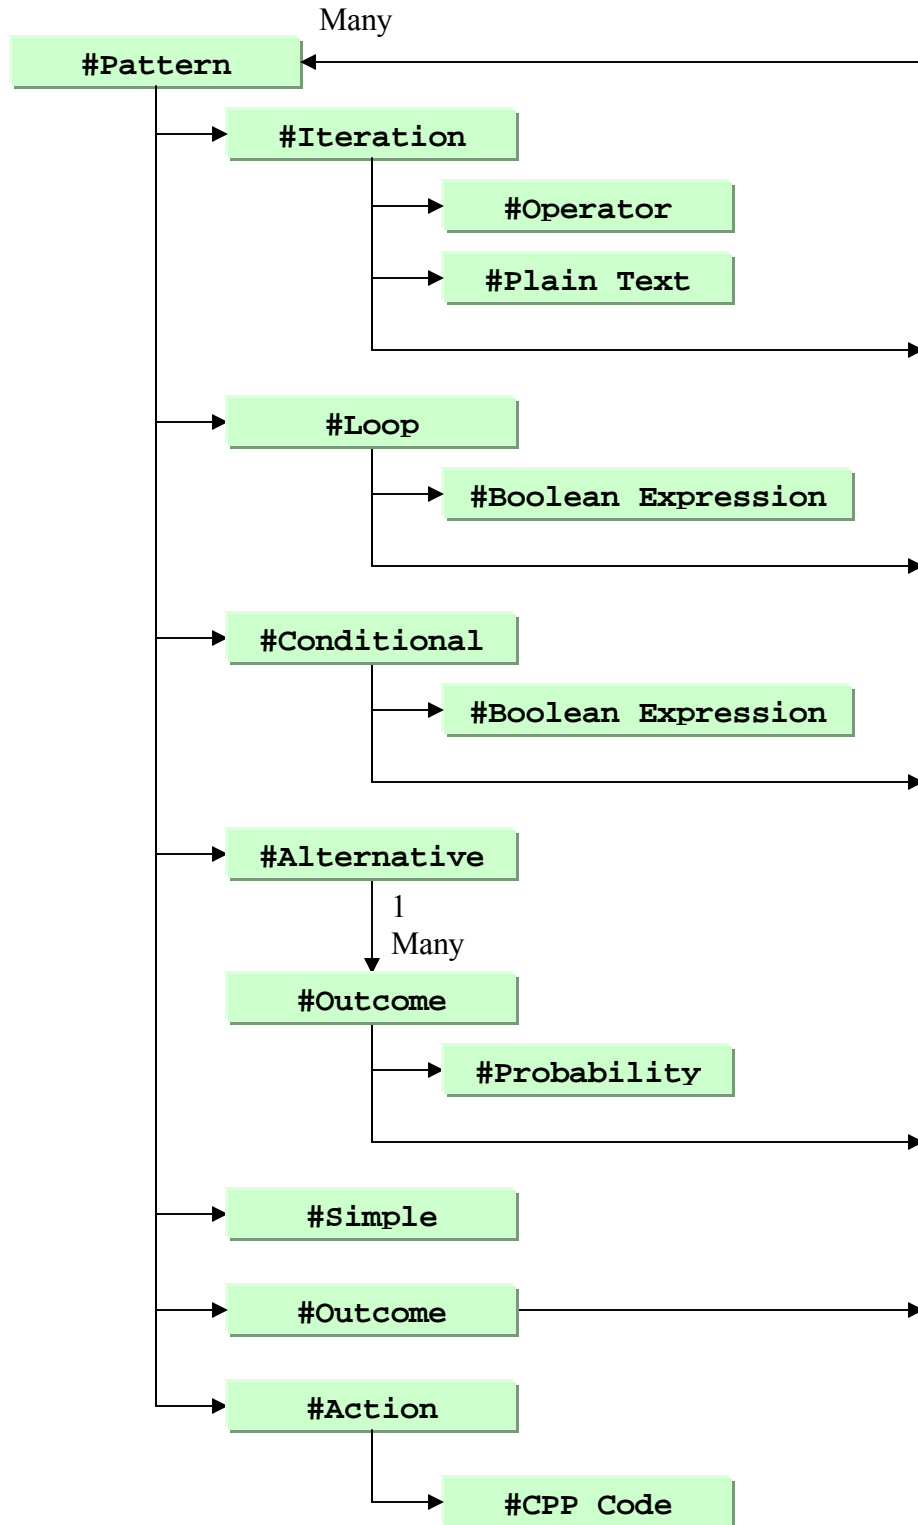 Many
#Pattern
#Iteration
#Operator
#Plain Text
#Loop
#Boolean Expression
#Conditional
#Boolean Expression
#Alternative
1
Many
#Outcome
#Probability
#Simple
#Outcome
#Action
#CPP Code